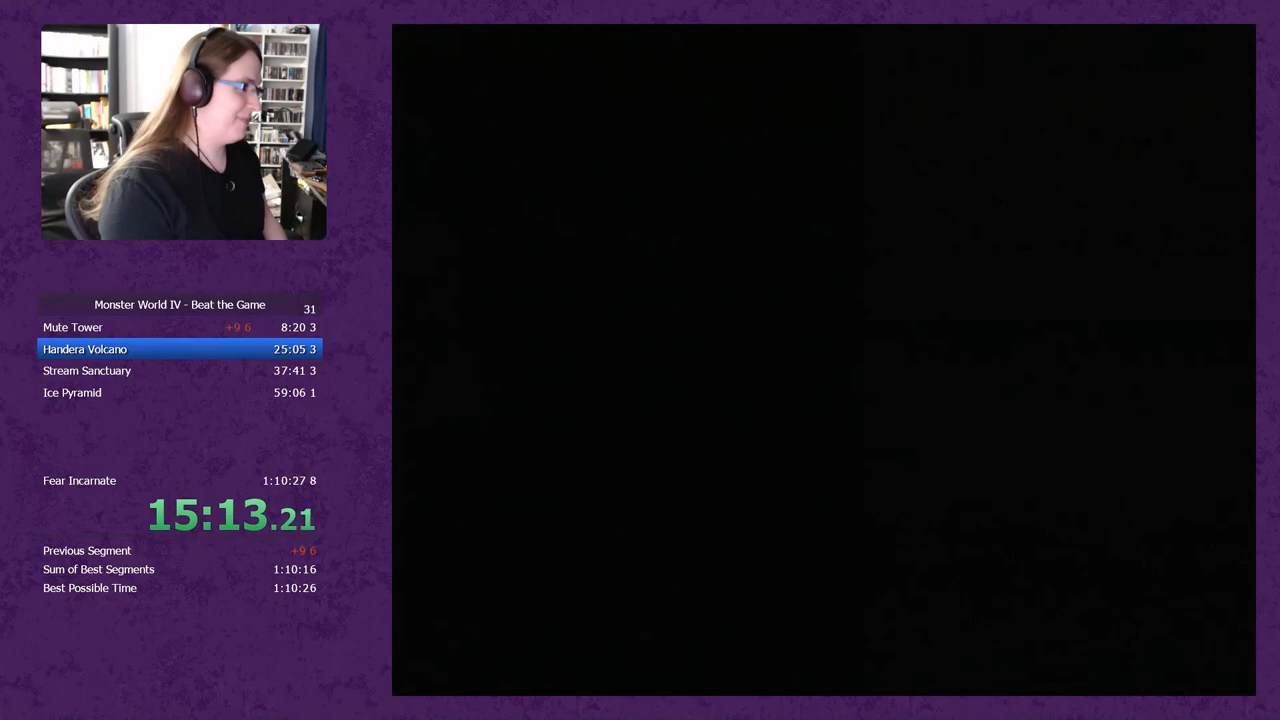 Monster World IV - Beat the Game
31
Mute Tower +9 6 8:20 3
Handera Volcano 25:05 3
Stream Sanctuary 37:41 3
Ice Pyramid 59:06 1
Fear Incarnate 1:10:27 8
15:13.21
Previous Segment +9 6
Sum of Best Segments 1:10:16
Best Possible Time 1:10:26